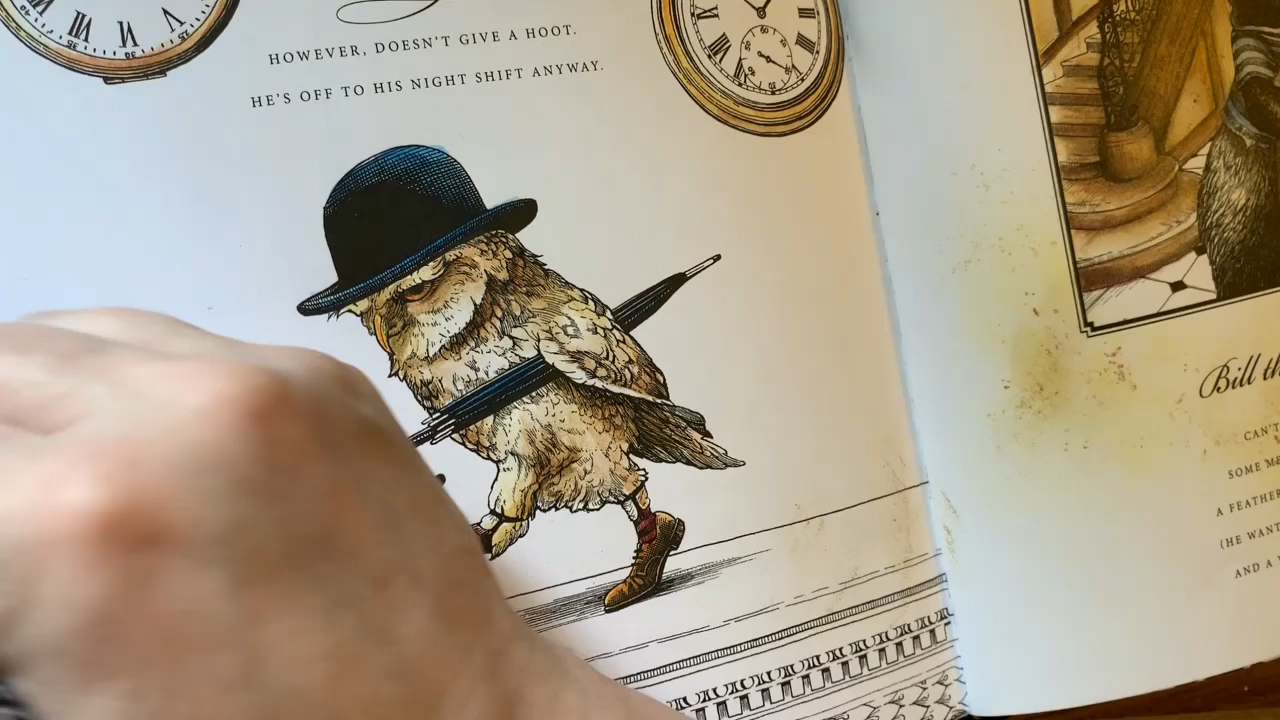 HOWEVER, DOESN'T GIVE A HOOT.
HE'S OFF TO HIS NIGHT SHIFT ANYWAY.
Bill
CAN'T
SOME
A FEATHER
(HE WANT
AND A